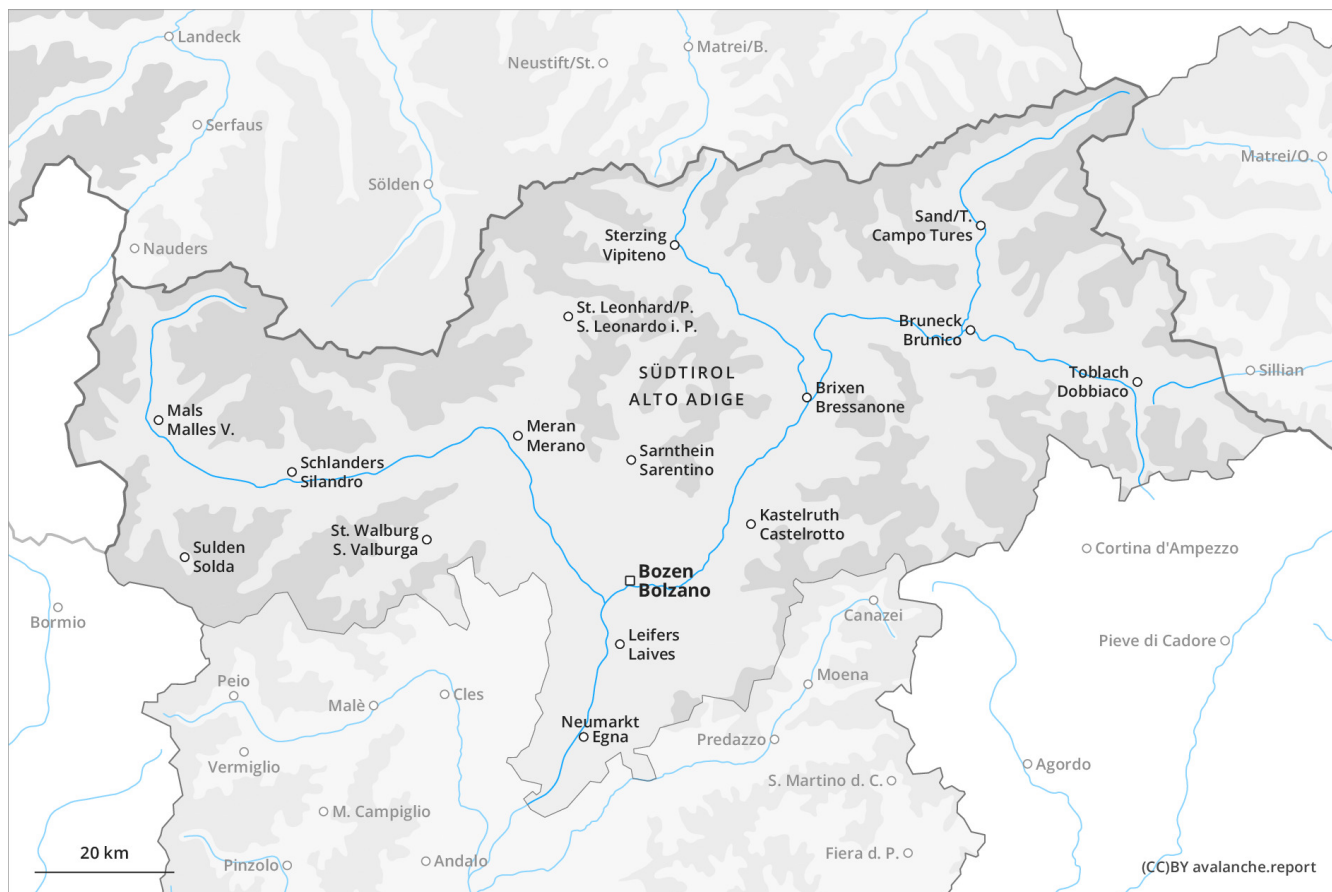 Landeck
Matrei/B.
Neustift/St.
Serfaus
Matrei/O.
Sölden
Sand/T.
Campo Tures
Sterzing
Vipiteno
Nauders
St. Leonhard/P.
S. Leonardo i. P.
Bruneck
Brunico
SÜDTIROL
ALTO ADIGE
Toblach
Dobbiaco
Sillian
Brixen
Bressanone
Mals
Malles V.
Meran
Merano
Schlanders
Silandro
Sarnthein
Sarentino
Kastelruth
Castelrotto
St. Walburg
S. Valburga
Sulden
Solda
Cortina d'Ampezzo
Bozen
Bolzano
Bormio
Canazei
Leifers
Laives
Pieve di Cadore
Peio
Malè
Cles
Moena
Neumarkt
Egna
Predazzo
Vermiglio
Agordo
S. Martino d. C.
M. Campiglio
20 km
Pinzolo
Andalo
Fiera d. P.
(CC)BY avalanche.report